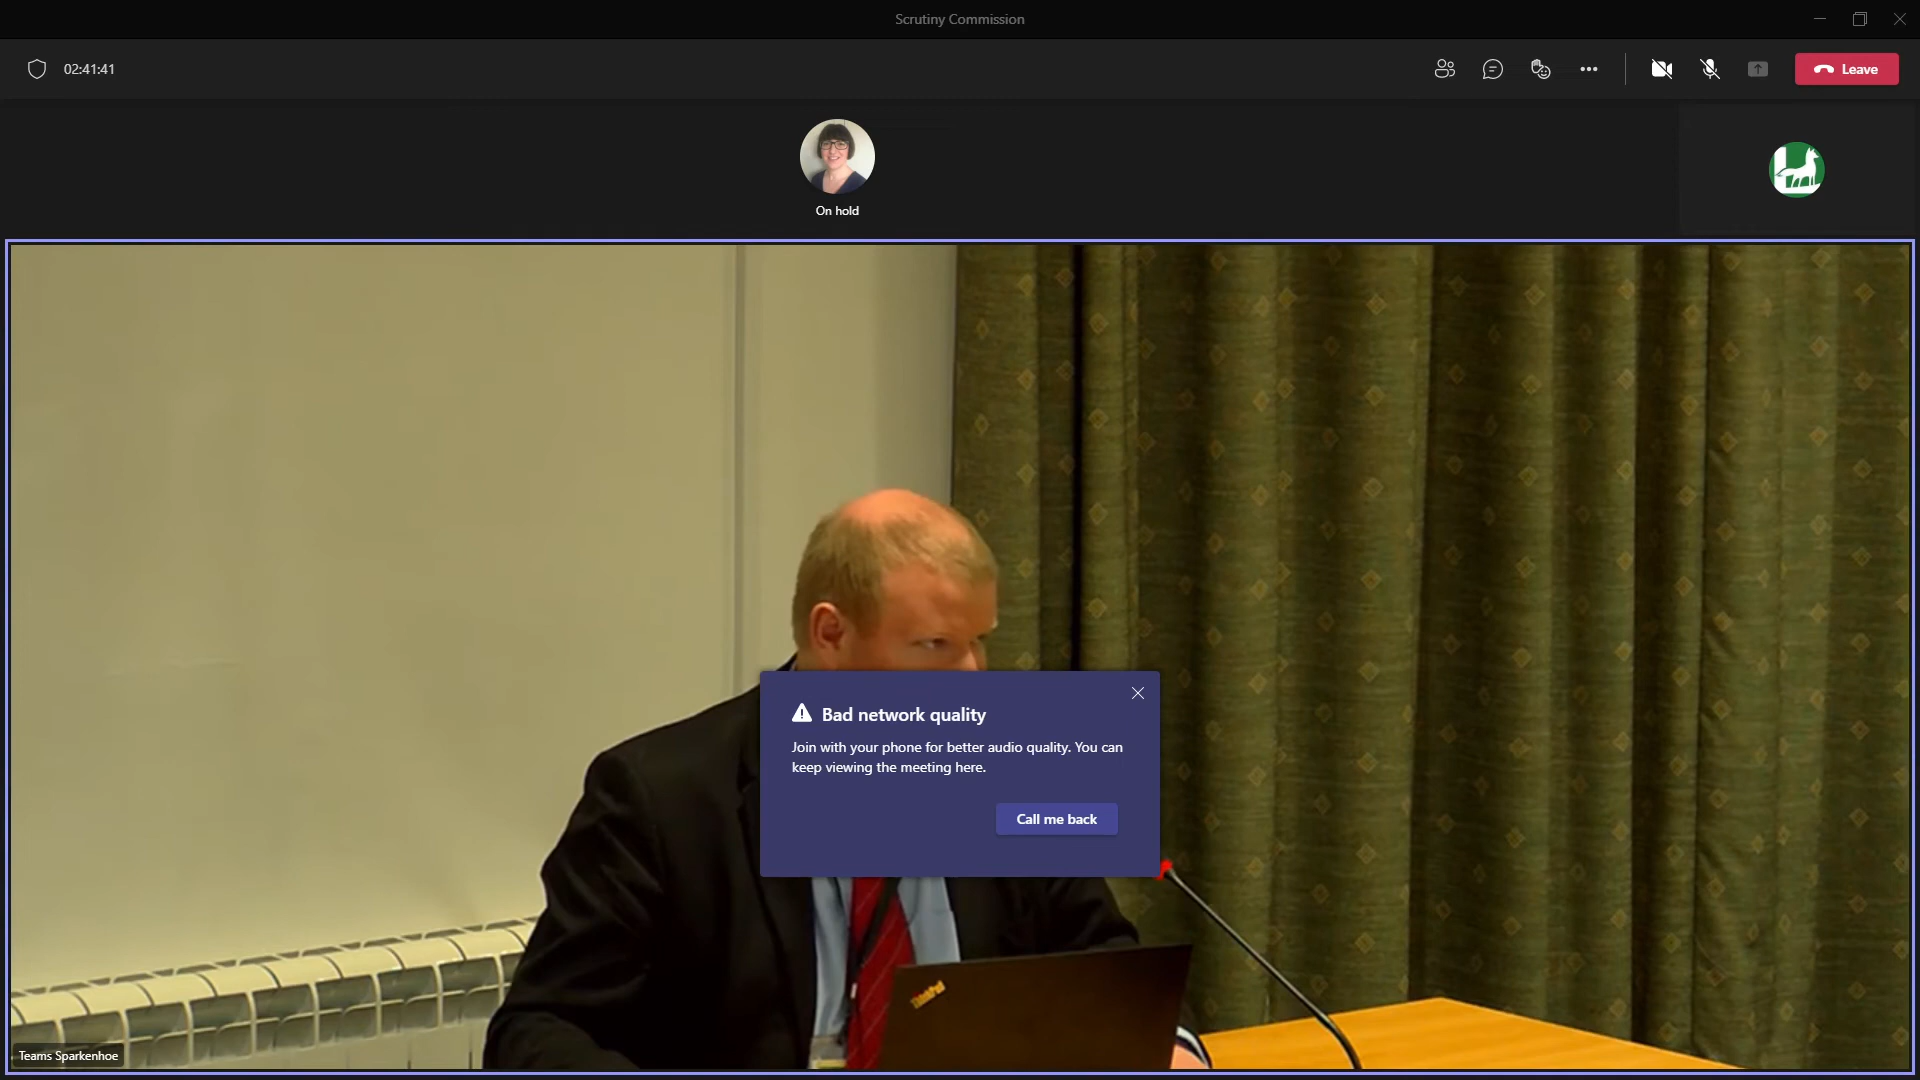 Scrutiny Commission
02:41:41
Leave
On hold
Bad network quality
Join with your phone for better audio quality. You can
keep viewing the meeting here.
Call me back
ThinkPad
Teams Sparkenhoe